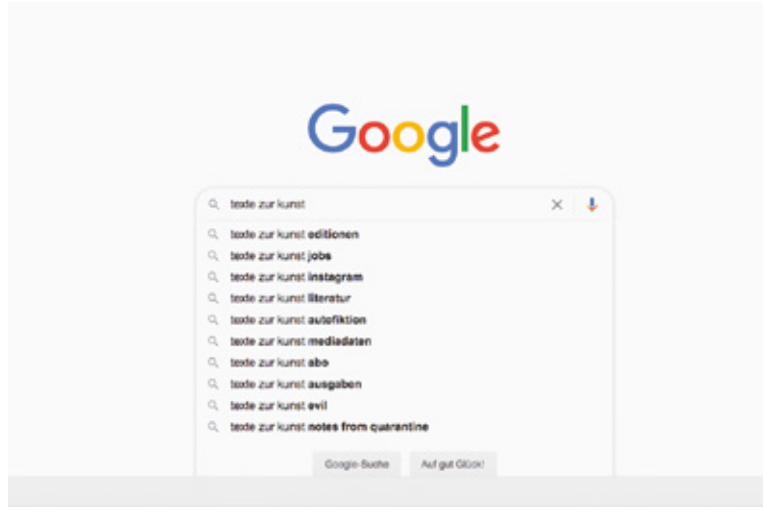 Google
texte zur kunst
texte zur kunst editionen
texte zur kunst jobs
texte zur kunst instagram
texte zur kunst literatur
texte zur kunst autofiktion
texte zur kunst mediadaten
texte zur kunst abo
texte zur kunst ausgaben
texte zur kunst evil
texte zur kunst notes from quarantine
Google-Suche Auf gut Glück!